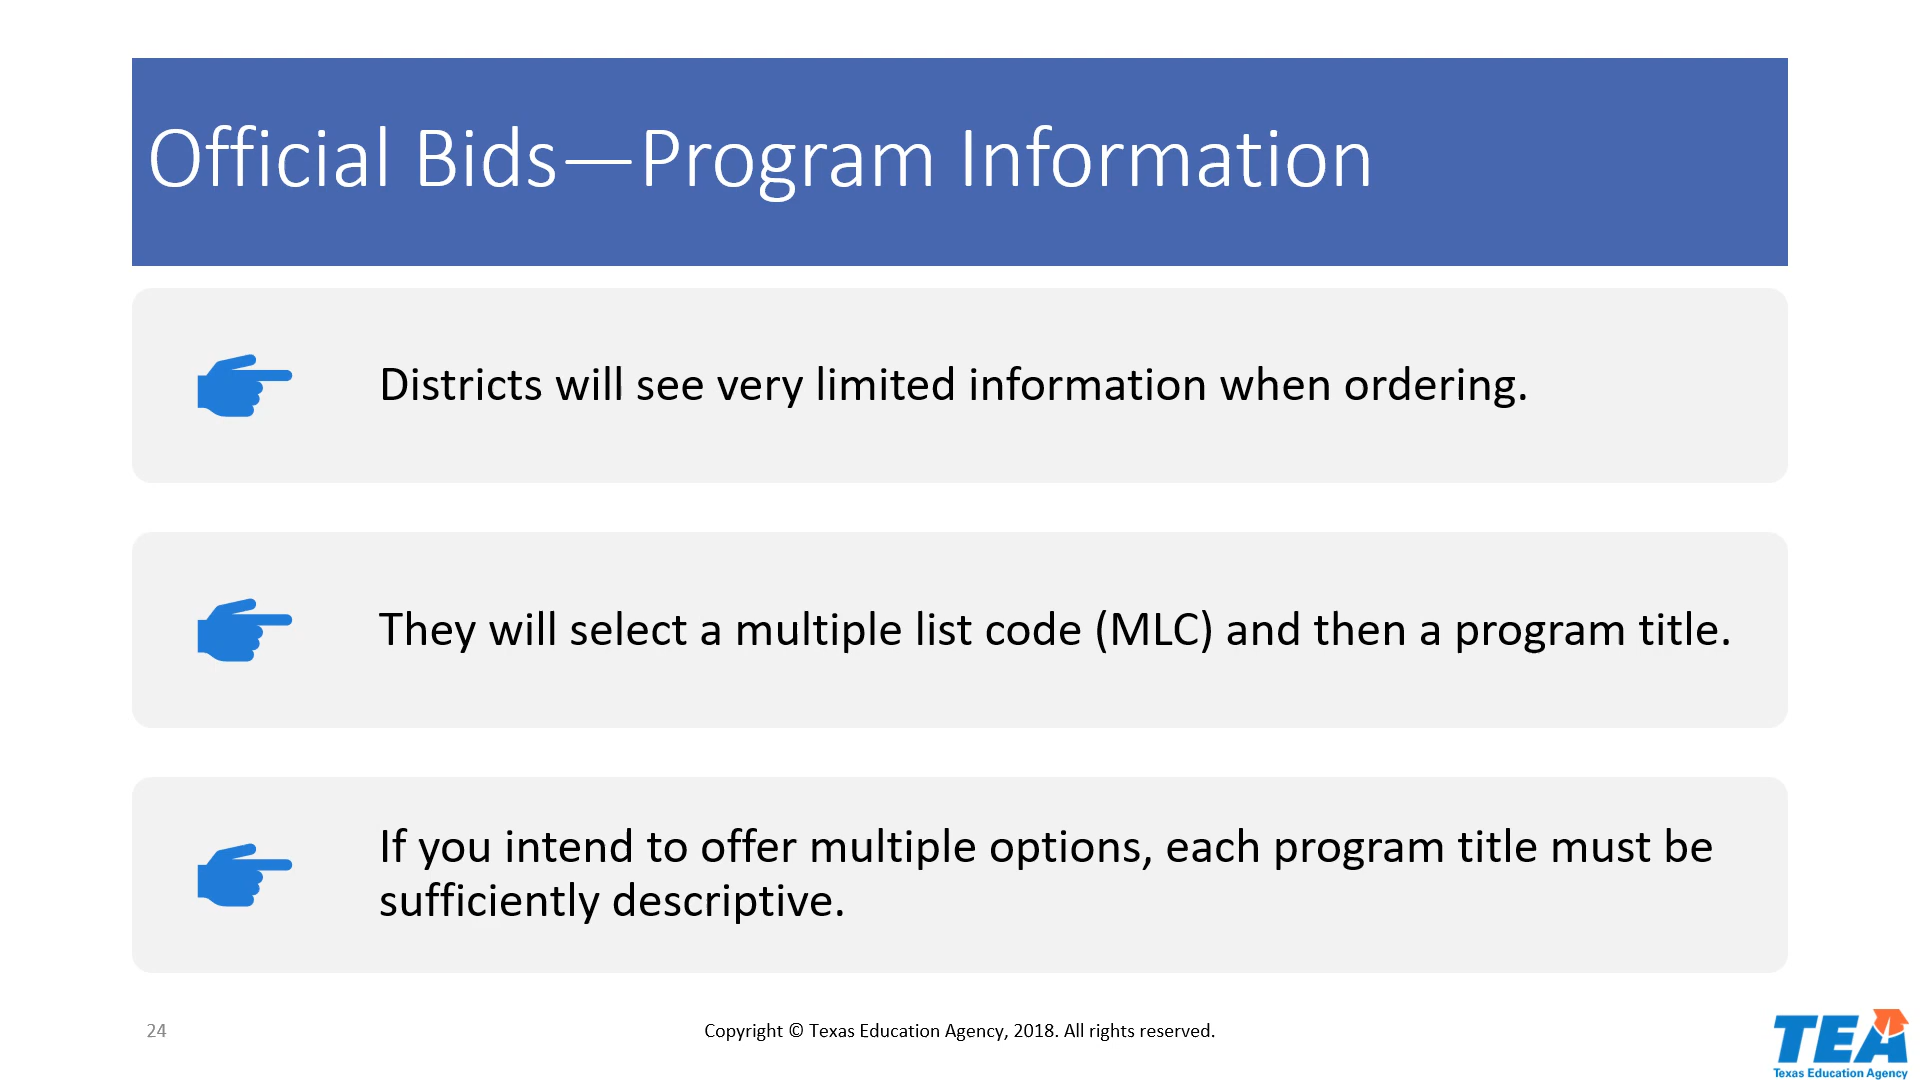 Official Bids—Program Information
Districts will see very limited information when ordering.
They will select a multiple list code (MLC) and then a program title.
If you intend to offer multiple options, each program title must be
sufficiently descriptive.
24
Copyright © Texas Education Agency, 2018. All rights reserved.
TEA
Texas Education Agency